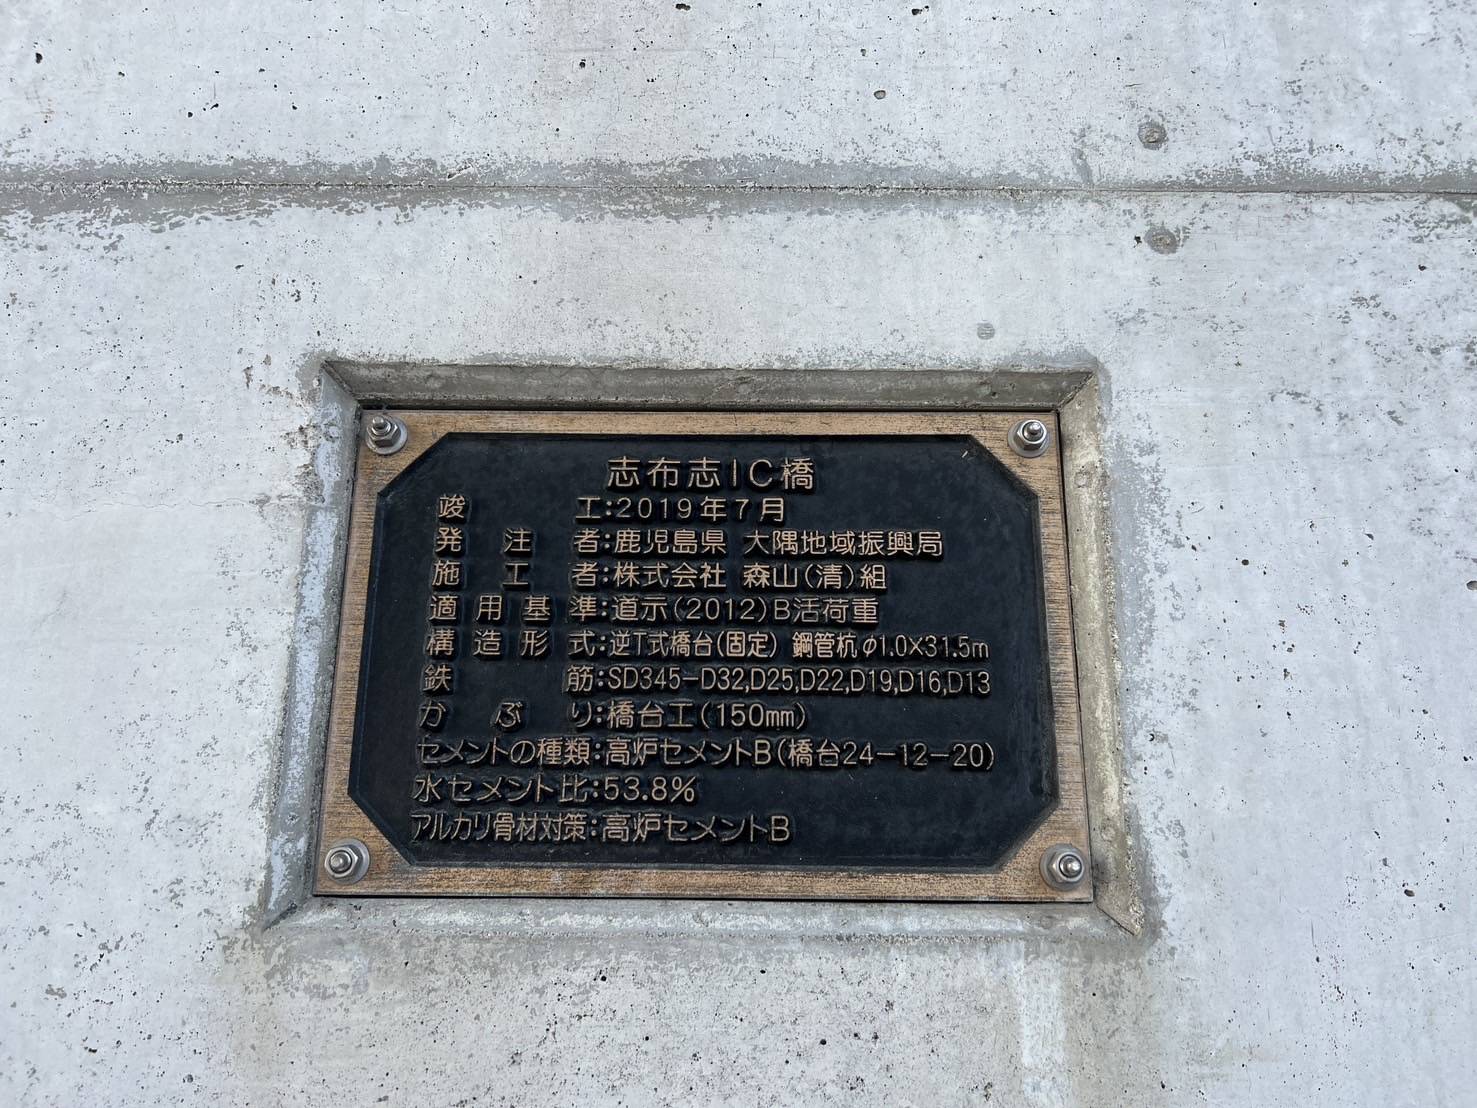 志布志IC橋
竣工:2019年7月
発注者:鹿児島県 大隅地域振興局
施工者:株式会社 森山(清)組
適用基準:道示(2012)B活荷重
構造形式:逆T式橋台(固定) 鋼管杭φ1.0×31.5m
鉄筋:SD345-D32,D25,D22,D19,D16,D13
かぶり:橋台工(150mm)
セメントの種類:高炉セメントB(橋台24-12-20)
水セメント比:53.8%
アルカリ骨材対策:高炉セメントB